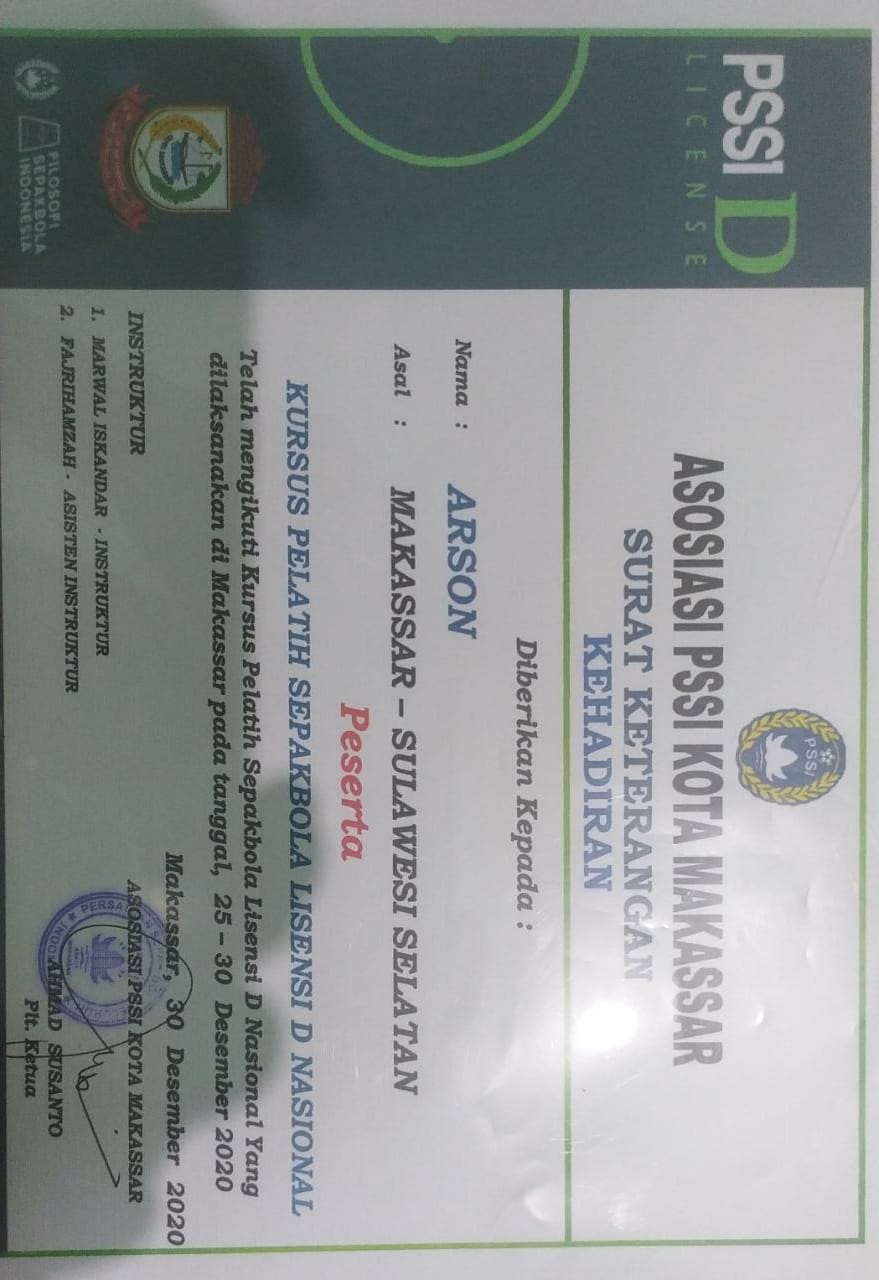 PSSI D
LICENSE
PSSI
ASOSIASI PSSI KOTA MAKASSAR
SURAT KETERANGAN
KEHADIRAN
Diberikan Kepada :
Nama : ARSON
Asal : MAKASSAR – SULAWESI SELATAN
Peserta
KURSUS PELATIH SEPAKBOLA LISENSI D NASIONAL
Telah mengikuti Kursus Pelatih Sepakbola Lisensi D Nasional Yang
dilaksanakan di Makassar pada tanggal, 25 – 30 Desember 2020
Makassar, 30 Desember 2020
ASOSIASI PSSI KOTA MAKASSAR
AHMAD SUSANTO
Plt. Ketua
INSTRUKTUR
1. MARWAL ISKANDAR - INSTRUKTUR
2. FAJRIHAMZAH - ASISTEN INSTRUKTUR
FILOSOFI
SEPAKBOLA
INDONESIA